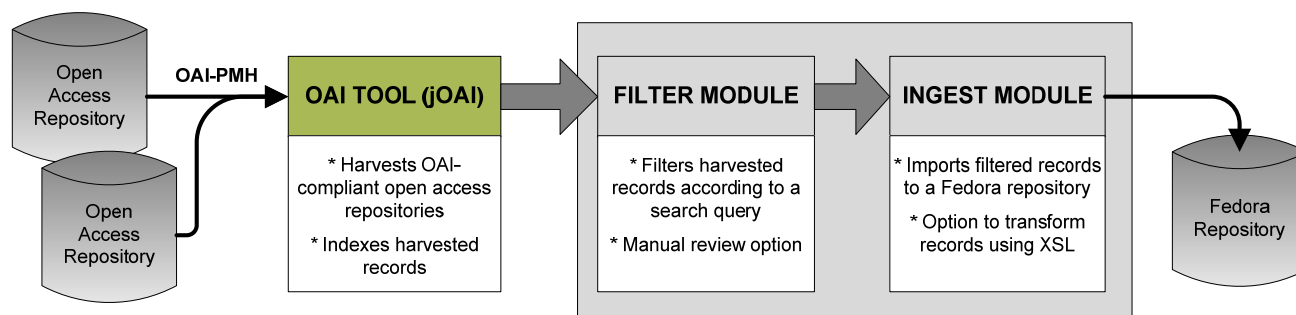 Open
Access
Repository
Open
Access
Repository
OAI-PMH
OAI TOOL (jOAI)
* Harvests OAI-
compliant open access
repositories
* Indexes harvested
records
FILTER MODULE
* Filters harvested
records according to a
search query
* Manual review option
INGEST MODULE
* Imports filtered records
to a Fedora repository
* Option to transform
records using XSL
Fedora
Repository